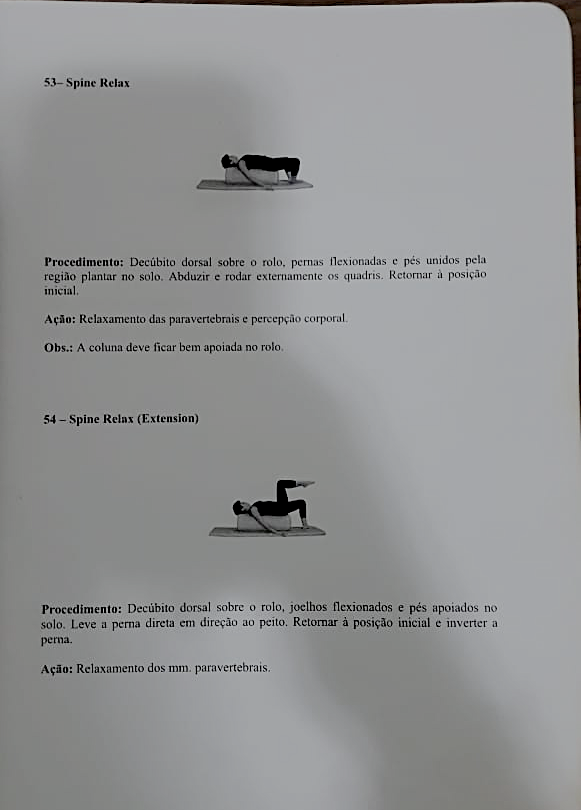 53– Spine Relax
Procedimento: Decúbito dorsal sobre o rolo, pernas flexionadas e pés unidos pela
região plantar no solo. Abduzir e rodar externamente os quadris. Retornar à posição
inicial.
Ação: Relaxamento das paravertebrais e percepção corporal.
Obs.: A coluna deve ficar bem apoiada no rolo.
54 – Spine Relax (Extension)
Procedimento: Decúbito dorsal sobre o rolo, joelhos flexionados e pés apoiados no
solo. Leve a perna direta em direção ao peito. Retornar à posição inicial e inverter a
perna.
Ação: Relaxamento dos mm. paravertebrais.